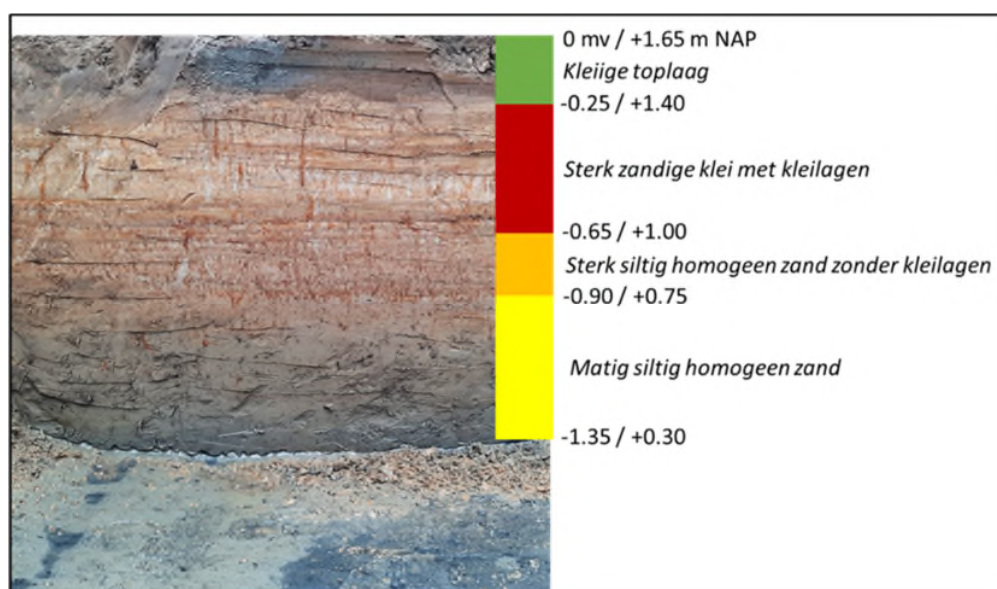 0 mv / +1.65 m NAP
Kleiige toplaag
-0.25 / +1.40
Sterk zandige klei met kleilagen
-0.65 / +1.00
Sterk siltig homogeen zand zonder kleilagen
-0.90 / +0.75
Matig siltig homogeen zand
-1.35 / +0.30